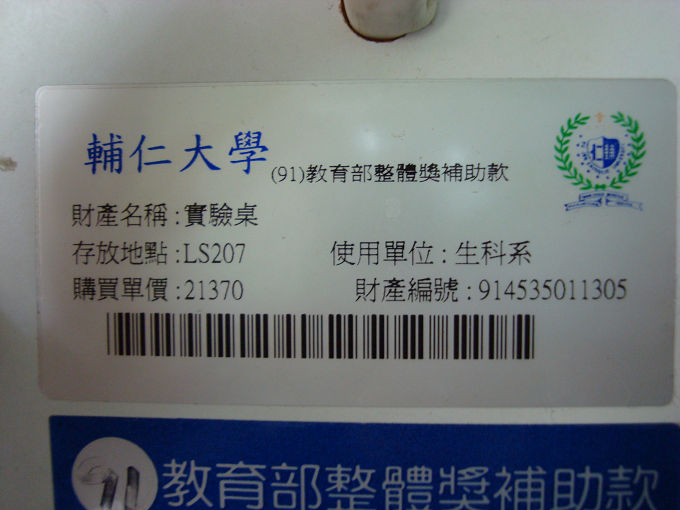 輔仁大學 (91)教育部整體獎補助款
財產名稱:實驗桌
存放地點:LS207 使用單位:生科系
購買單價:21370 財產編號:914535011305
91 教育部整體獎補助款